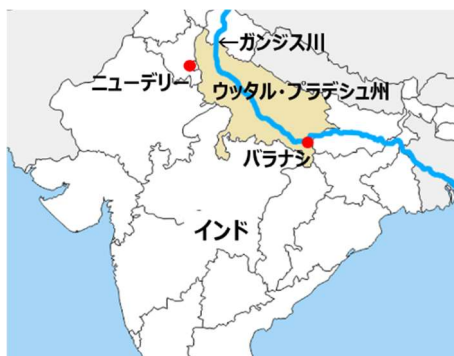 ←ガンジス川
ニューデリー
ウッタル・プラデシュ州
バラナシ
インド